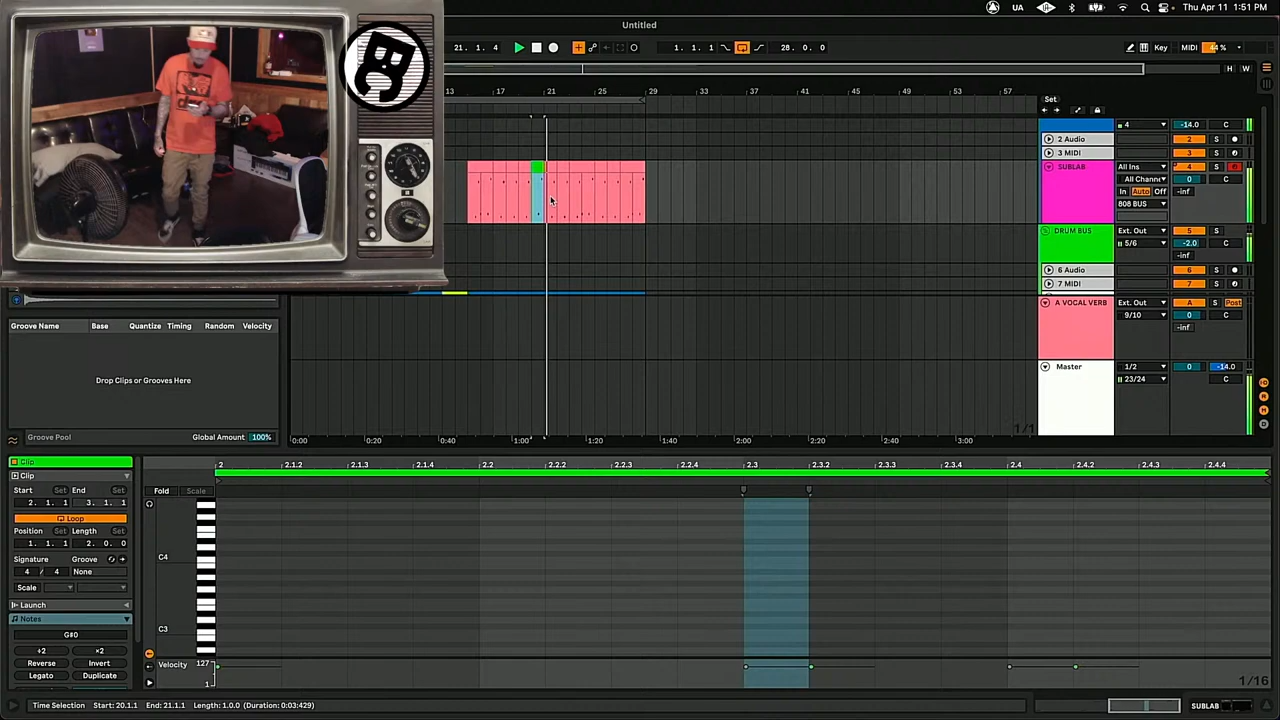 UA
Thu Apr 11 1:51 PM
Untitled
21. 1. 4
1. 1. 1
28. 0. 0
Key
MIDI
44 %
H W
13 17 21 25 29 33 37 41 45 49 53 57
Set
4 -14.0 C
2 Audio 2 S
3 MIDI 3 S
SUBLAB All Ins 4 S
All Channe 0 C
In Auto Off -inf
808 BUS
DRUM BUS Ext. Out 5 S
5/6 -2.0 C
-inf
6 Audio 6 S
7 MIDI 7 S
A VOCAL VERB Ext. Out A S Post
9/10 0 C
-inf
Master 1/2 0 -14.0
23/24 C
1/1
0:00 0:20 0:40 1:00 1:20 1:40 2:00 2:20 2:40 3:00
Groove Name Base Quantize Timing Random Velocity
Drop Clips or Grooves Here
Groove Pool Global Amount 100%
Clip
Clip
Start Set End Set
2. 1. 1 3. 1. 1
Loop
Position Set Length Set
1. 1. 1 2. 0. 0
Signature Groove
4 / 4 None
Scale
Launch
Notes
G#0
÷2 ×2
Reverse Invert
Legato Duplicate
2 2.1.2 2.1.3 2.1.4 2.2 2.2.2 2.2.3 2.2.4 2.3 2.3.2 2.3.3 2.3.4 2.4 2.4.2 2.4.3 2.4.4
Fold Scale
C4
C3
Velocity 127
1
1/16
Time Selection Start: 20.1.1 End: 21.1.1 Length: 1.0.0 (Duration: 0:03:429)
SUBLAB